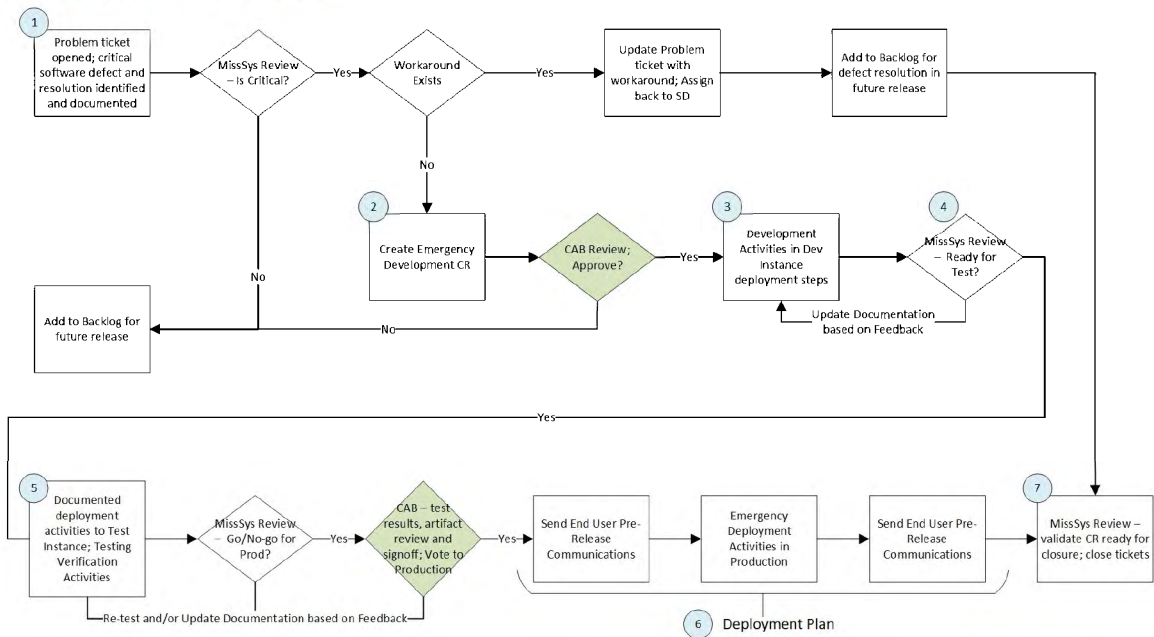 1
Problem ticket
opened; critical
software defect and
resolution identified
and documented
MissSys Review
– Is Critical?
Yes
Workaround
Exists
Yes
Update Problem
ticket with
workaround; Assign
back to SD
Add to Backlog for
defect resolution in
future release
No
No
2
Create Emergency
Development CR
CAB Review;
Approve?
Yes
3
Development
Activities in Dev
Instance
deployment steps
4
MissSys Review
– Ready for
Test?
Update Documentation
based on Feedback
Add to Backlog for
future release
No
Yes
5
Documented
deployment
activities to Test
Instance; Testing
Verification
Activities
MissSys Review
– Go/No-go for
Prod?
Yes
CAB – test
results, artifact
review and
signoff; Vote to
Production
Yes
Send End User Pre-
Release
Communications
Emergency
Deployment
Activities in
Production
Send End User Pre-
Release
Communications
7
MissSys Review –
validate CR ready for
closure; close tickets
Re-test and/or Update Documentation based on Feedback
6 Deployment Plan